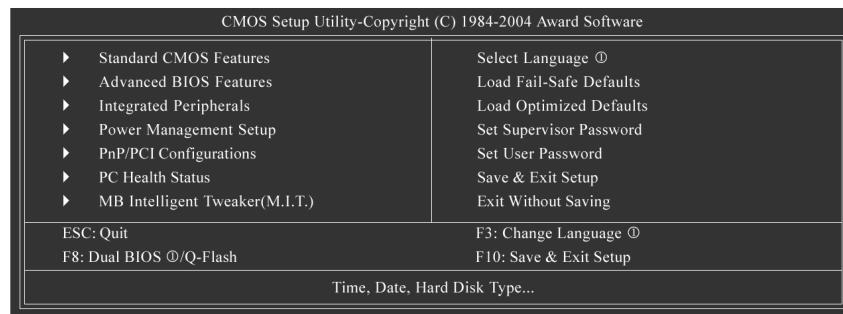 CMOS Setup Utility-Copyright (C) 1984-2004 Award Software
Standard CMOS Features
Advanced BIOS Features
Integrated Peripherals
Power Management Setup
PnP/PCI Configurations
PC Health Status
MB Intelligent Tweaker(M.I.T.)
Select Language ①
Load Fail-Safe Defaults
Load Optimized Defaults
Set Supervisor Password
Set User Password
Save & Exit Setup
Exit Without Saving
ESC: Quit
F3: Change Language ①
F8: Dual BIOS ①/Q-Flash
F10: Save & Exit Setup
Time, Date, Hard Disk Type...